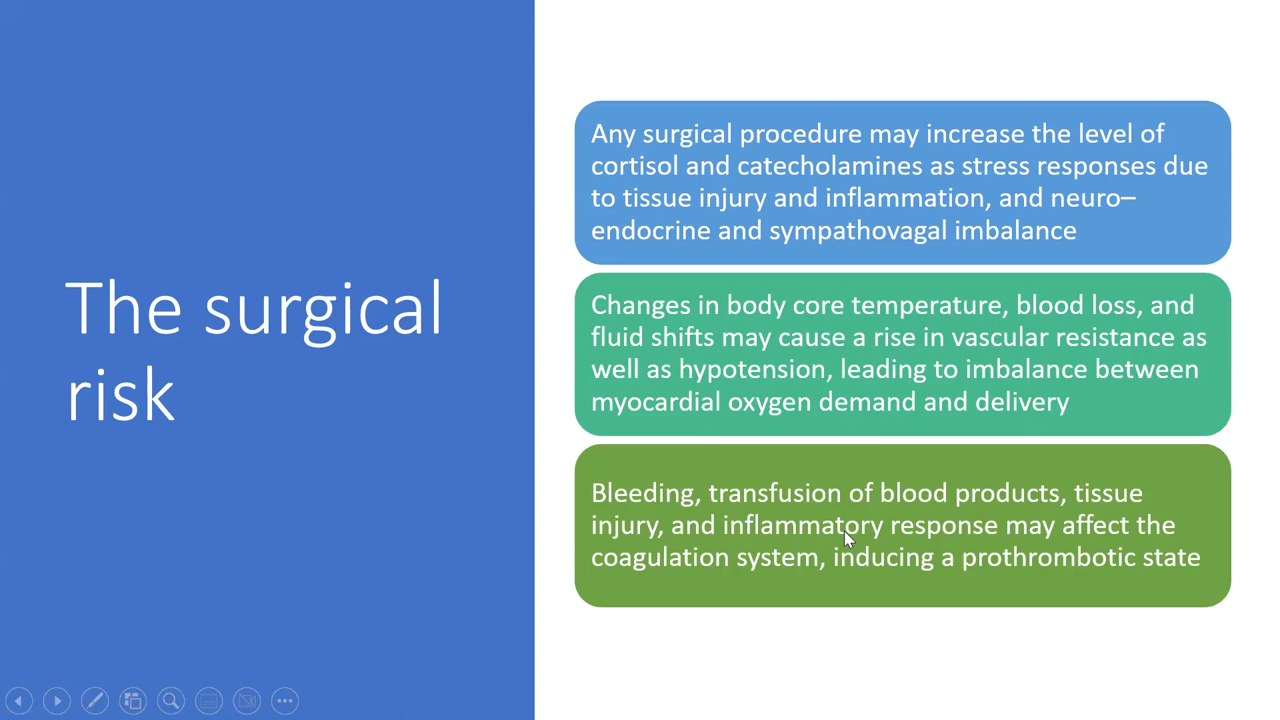 The surgical
risk
Any surgical procedure may increase the level of
cortisol and catecholamines as stress responses due
to tissue injury and inflammation, and neuro–
endocrine and sympathovagal imbalance
Changes in body core temperature, blood loss, and
fluid shifts may cause a rise in vascular resistance as
well as hypotension, leading to imbalance between
myocardial oxygen demand and delivery
Bleeding, transfusion of blood products, tissue
injury, and inflammatory response may affect the
coagulation system, inducing a prothrombotic state